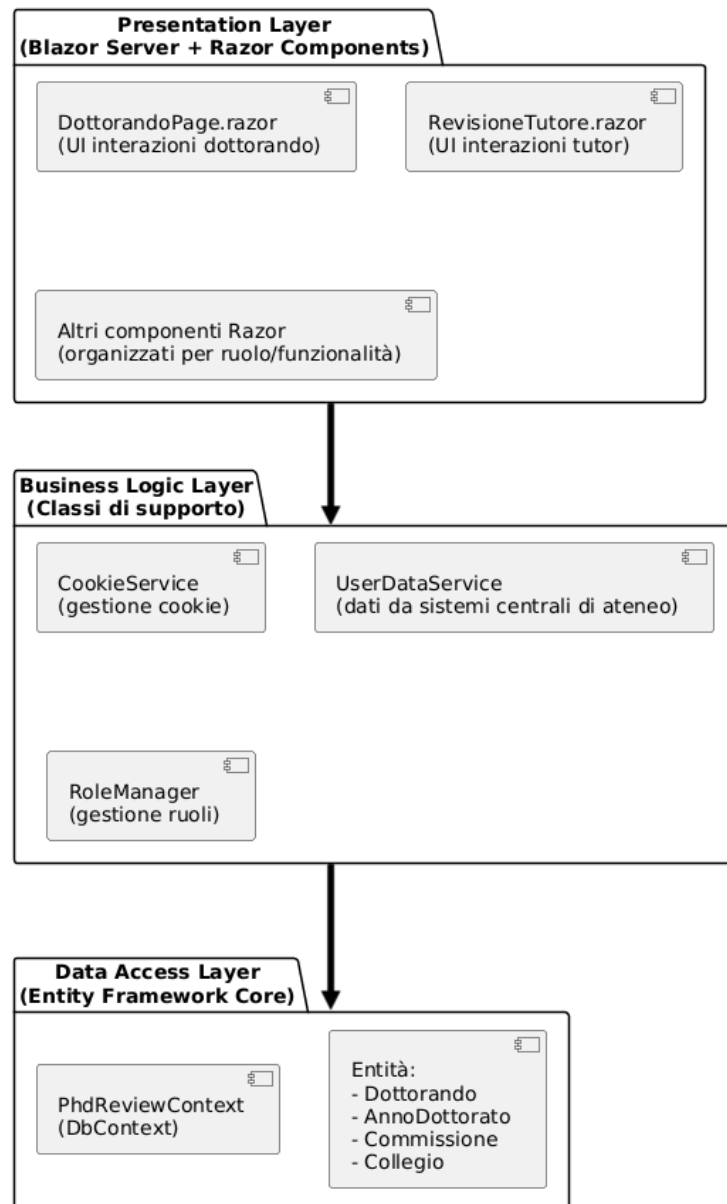 Presentation Layer
(Blazor Server + Razor Components)
DottorandoPage.razor
(UI interazioni dottorando)
RevisioneTutore.razor
(UI interazioni tutor)
Altri componenti Razor
(organizzati per ruolo/funzionalità)
Business Logic Layer
(Classi di supporto)
CookieService
(gestione cookie)
UserDataService
(dati da sistemi centrali di ateneo)
RoleManager
(gestione ruoli)
Data Access Layer
(Entity Framework Core)
PhdReviewContext
(DbContext)
Entità:
- Dottorando
- AnnoDottorato
- Commissione
- Collegio